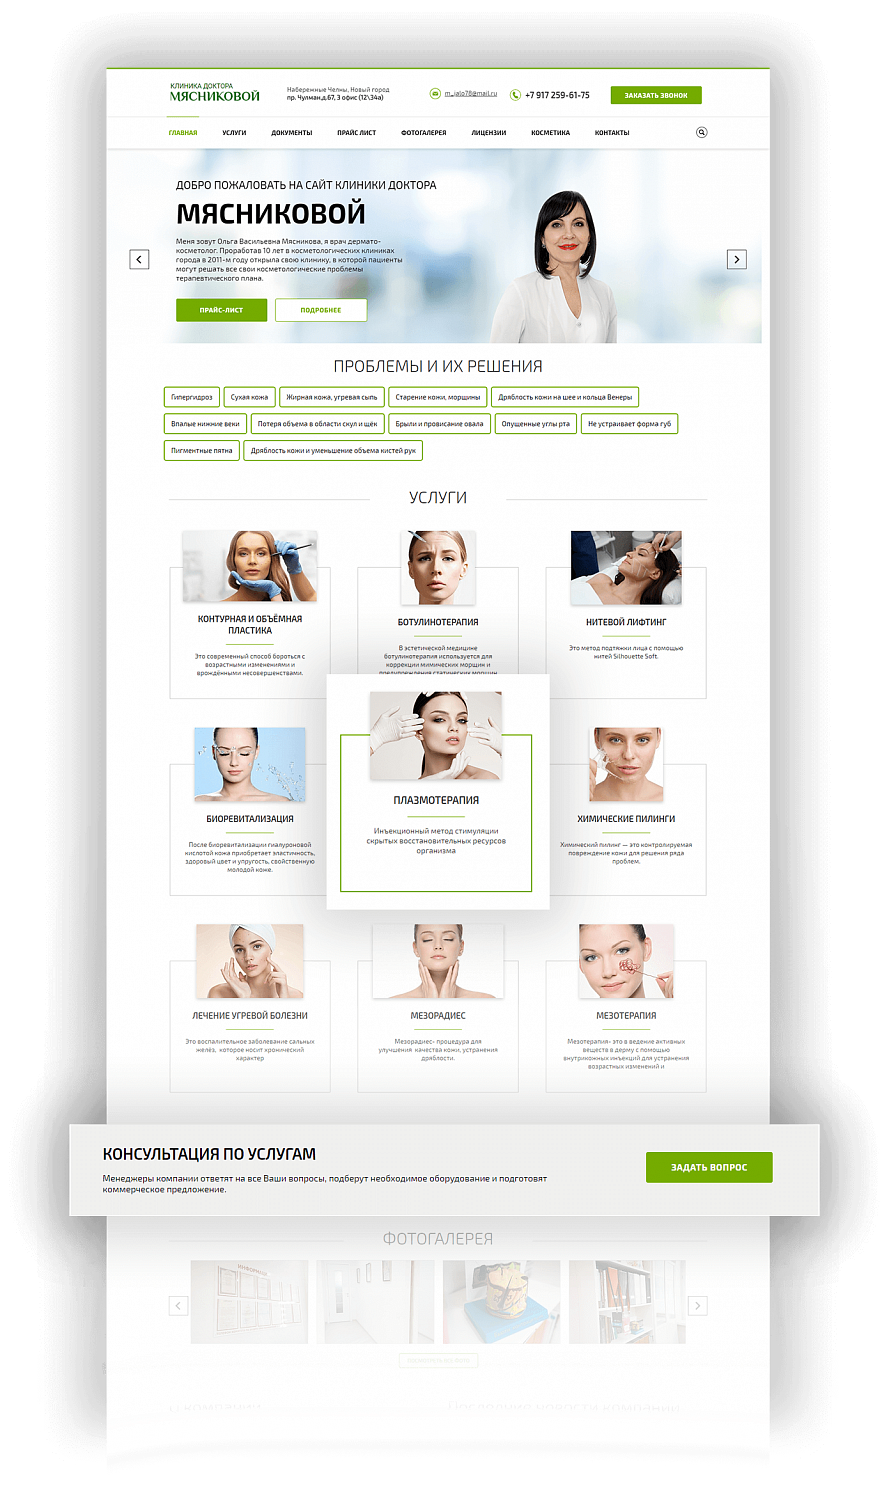 КЛИНИКА ДОКТОРА
МЯСНИКОВОЙ
Набережные Челны, Новый город
пр. Чулман,д.67, 3 офис (12\34а)
m_jalo78@mail.ru
+7 917 259-61-75
ЗАКАЗАТЬ ЗВОНОК
ГЛАВНАЯ УСЛУГИ ДОКУМЕНТЫ ПРАЙС ЛИСТ ФОТОГАЛЕРЕЯ ЛИЦЕНЗИИ КОСМЕТИКА КОНТАКТЫ
ДОБРО ПОЖАЛОВАТЬ НА САЙТ КЛИНИКИ ДОКТОРА
МЯСНИКОВОЙ
Меня зовут Ольга Васильевна Мясникова, я врач дермато-
косметолог. Проработав 10 лет в косметологических клиниках
города в 2011-м году открыла свою клинику, в которой пациенты
могут решать все свои косметологические проблемы
терапевтического плана.
ПРАЙС-ЛИСТ ПОДРОБНЕЕ
ПРОБЛЕМЫ И ИХ РЕШЕНИЯ
Гипергидроз Сухая кожа Жирная кожа, угревая сыпь Старение кожи, морщины Дряблость кожи на шее и кольца Венеры
Впалые нижние веки Потеря объема в области скул и щек Брыли и провисание овала Опущенные углы рта Не устраивает форма губ
Пигментные пятна Дряблость кожи и уменьшение объема кистей рук
УСЛУГИ
КОНТУРНАЯ И ОБЪЁМНАЯ
ПЛАСТИКА
Это современный способ бороться с
возрастными изменениями и
врождёнными несовершенствами.
БОТУЛИНОТЕРАПИЯ
В эстетической медицине
ботулинотерапия используется для
коррекции мимических морщин и
предупреждения статических морщин
НИТЕВОЙ ЛИФТИНГ
Это метод подтяжки лица с помощью
нитей Silhouette Soft.
БИОРЕВИТАЛИЗАЦИЯ
После биоревитализации гиалуроновой
кислотой кожа приобретает эластичность,
здоровый цвет и упругость, свойственную
молодой коже.
ПЛАЗМОТЕРАПИЯ
Инъекционный метод стимуляции
скрытых восстановительных ресурсов
организма
ХИМИЧЕСКИЕ ПИЛИНГИ
Химический пилинг — это контролируемая
повреждение кожи для решения ряда
проблем.
ЛЕЧЕНИЕ УГРЕВОЙ БОЛЕЗНИ
Это воспалительное заболевание сальных
желёз, которое носит хронический
характер
МЕЗОРАДИЕС
Мезорадиес- процедура для
улучшения качества кожи, устранения
дряблости.
МЕЗОТЕРАПИЯ
Мезотерапия- это в ведение активных
веществ в дерму с помощью
внутрикожных инъекций для устранения
возрастных изменений и
КОНСУЛЬТАЦИЯ ПО УСЛУГАМ
Менеджеры компании ответят на все Ваши вопросы, подберут необходимое оборудование и подготовят
коммерческое предложение.
ЗАДАТЬ ВОПРОС
ФОТОГАЛЕРЕЯ
ИНФОРМАЦИЯ